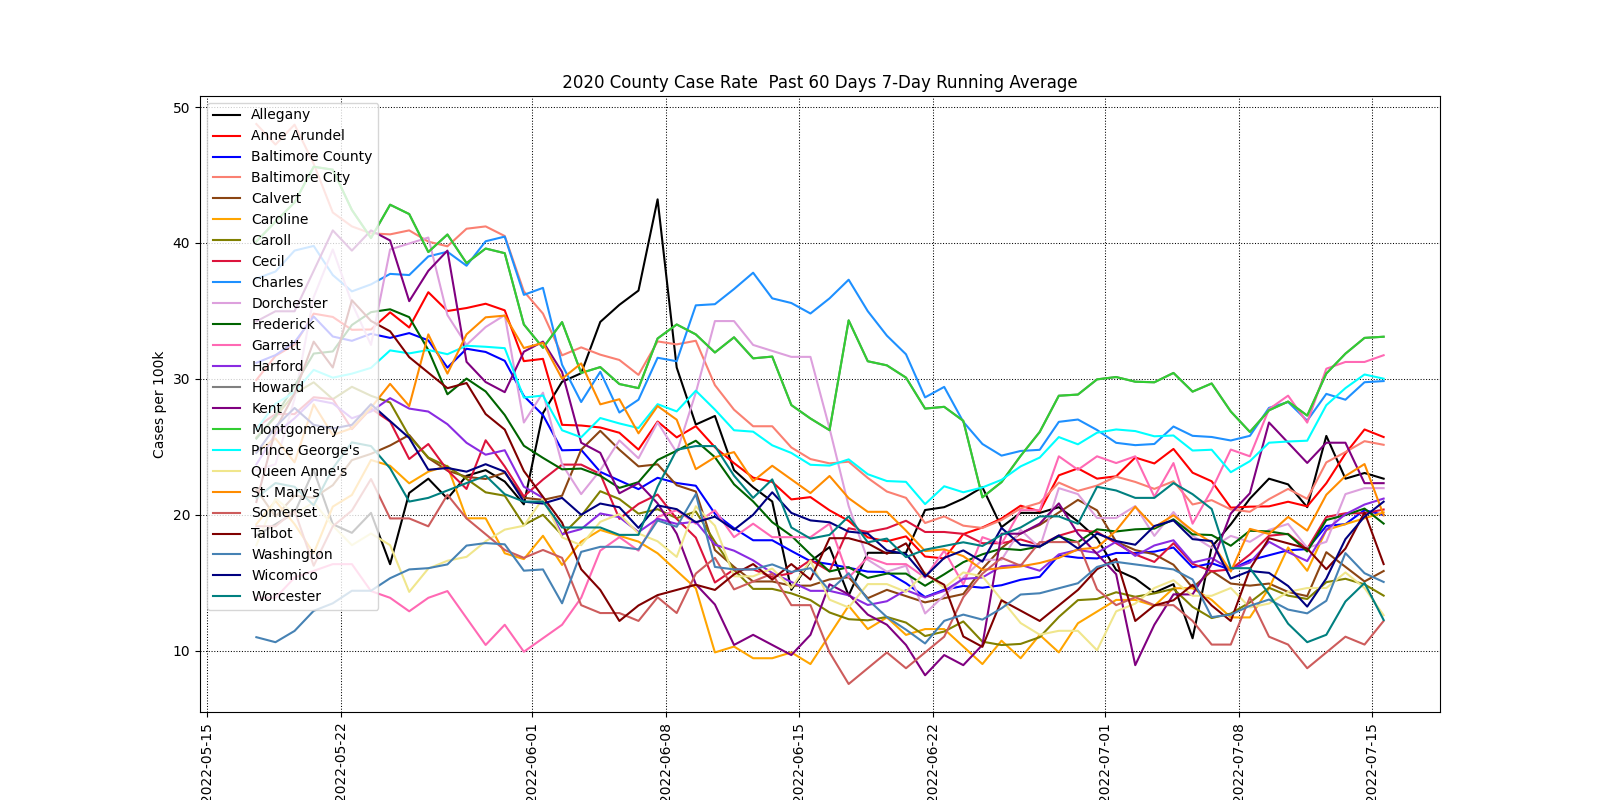 2020 County Case Rate  Past 60 Days 7-Day Running Average
Cases per 100k
50
40
30
20
10
Allegany
Anne Arundel
Baltimore County
Baltimore City
Calvert
Caroline
Caroll
Cecil
Charles
Dorchester
Frederick
Garrett
Harford
Howard
Kent
Montgomery
Prince George's
Queen Anne's
St. Mary's
Somerset
Talbot
Washington
Wicomico
Worcester
2022-05-15
2022-05-22
2022-06-01
2022-06-08
2022-06-15
2022-06-22
2022-07-01
2022-07-08
2022-07-15